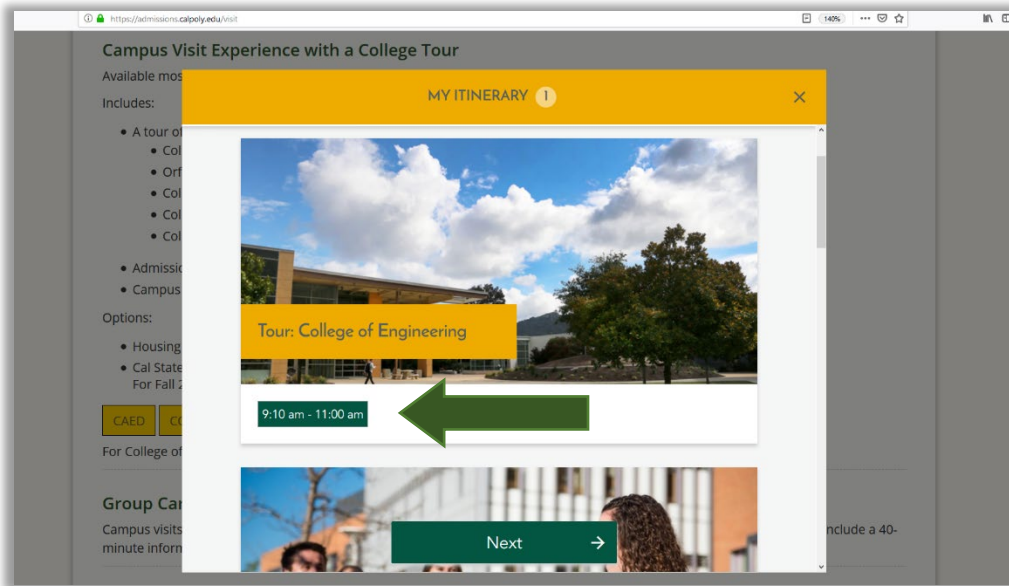 https://admissions.calpoly.edu/visit
140%
Campus Visit Experience with a College Tour
Available mos
Includes:
A tour of
Col
Orf
Col
Col
Col
Admissio
Campus
Options:
Housing
Cal State
For Fall 2
CAED
CO
For College of
Group Car
Campus visits
nclude a 40-
minute inform
MY ITINERARY 1
Tour: College of Engineering
9:10 am - 11:00 am
Next